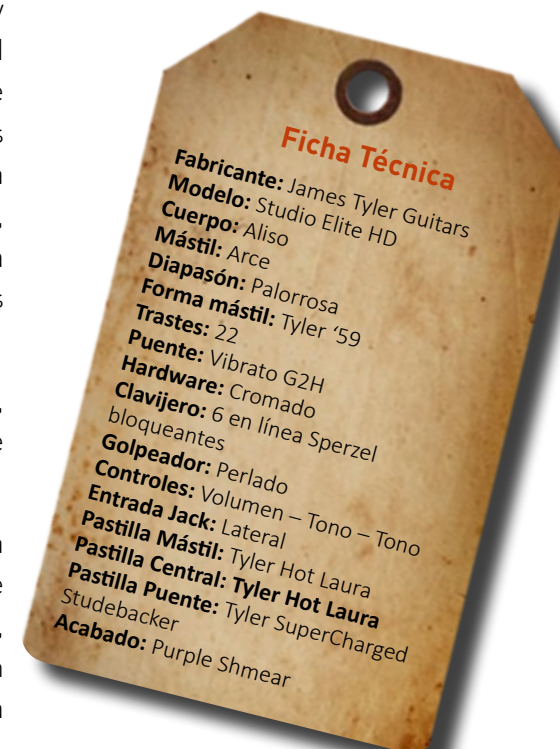 Ficha Técnica
Fabricante: James Tyler Guitars
Modelo: Studio Elite HD
Cuerpo: Aliso
Mástil: Arce
Diapasón: Palorrosa
Forma mástil: Tyler ‘59
Trastes: 22
Puente: Vibrato G2H
Hardware: Cromado
Clavijero: 6 en línea Sperzel
bloqueantes
Golpeador: Perlado
Controles: Volumen – Tono – Tono
Entrada Jack: Lateral
Pastilla Mástil: Tyler Hot Laura
Pastilla Central: Tyler Hot Laura
Pastilla Puente: Tyler SuperCharged
Studebacker
Acabado: Purple Shmear